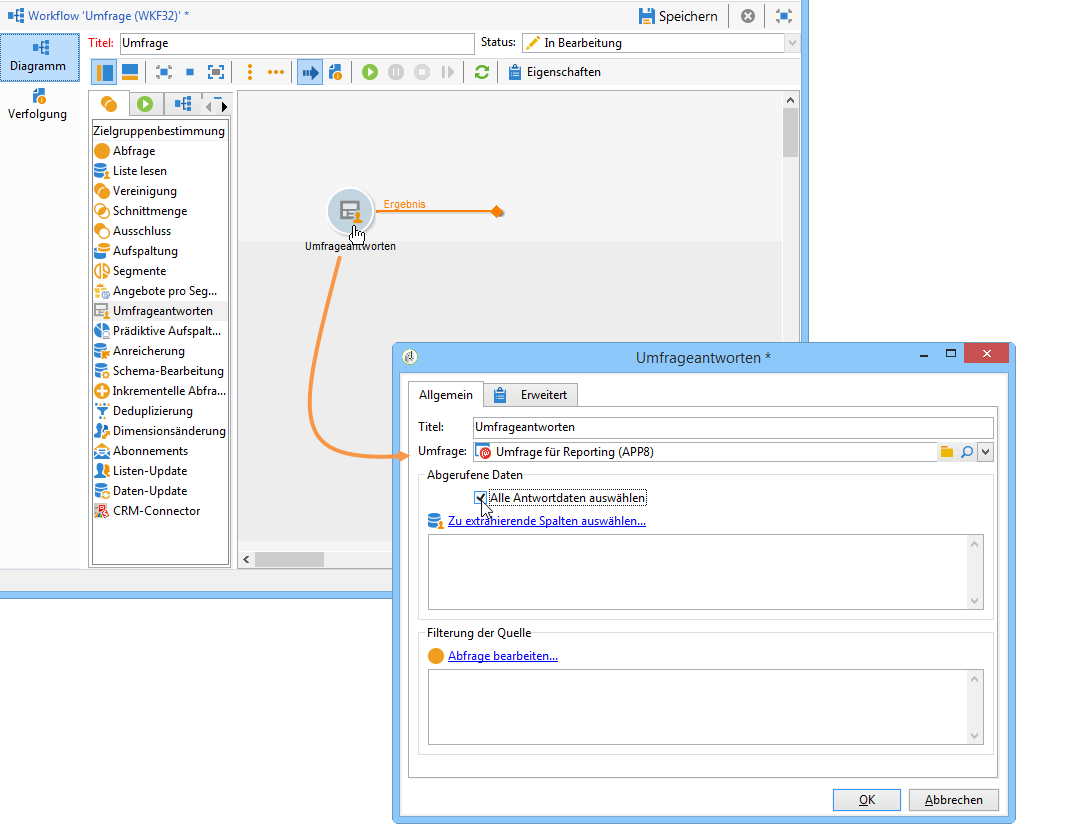 Workflow 'Umfrage (WKF32)' *
Speichern
Diagramm
Verfolgung
Titel: Umfrage
Status: In Bearbeitung
Eigenschaften
Zielgruppenbestimmung
Abfrage
Liste lesen
Vereinigung
Schnittmenge
Ausschluss
Aufspaltung
Segmente
Angebote pro Seg...
Umfrageantworten
Prädiktive Aufspalt...
Anreicherung
Schema-Bearbeitung
Inkrementelle Abfra...
Deduplizierung
Dimensionsänderung
Abonnements
Listen-Update
Daten-Update
CRM-Connector
Ergebnis
Umfrageantworten
Umfrageantworten *
Allgemein
Erweitert
Titel: Umfrageantworten
Umfrage: Umfrage für Reporting (APP8)
Abgerufene Daten
Alle Antwortdaten auswählen
Zu extrahierende Spalten auswählen...
Filterung der Quelle
Abfrage bearbeiten...
OK
Abbrechen